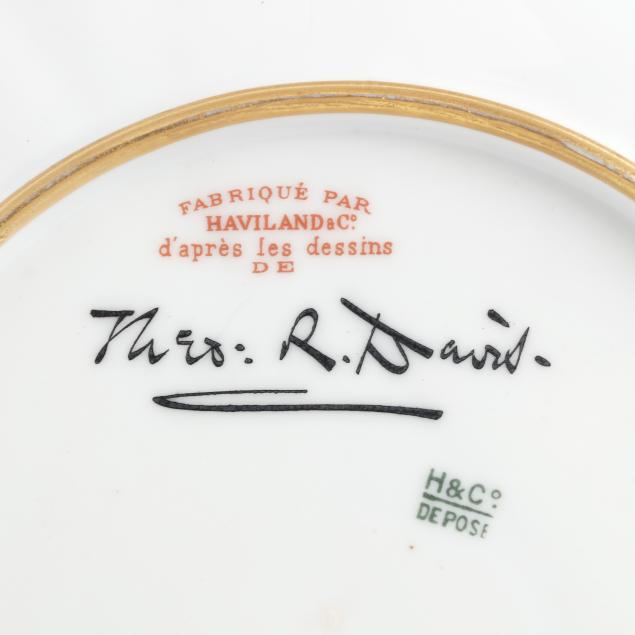 FABRIQUÉ PAR
HAVILAND & Cº.
d'après les dessins
DE
Theo: R. Davis.
H & Cº
DEPOSE